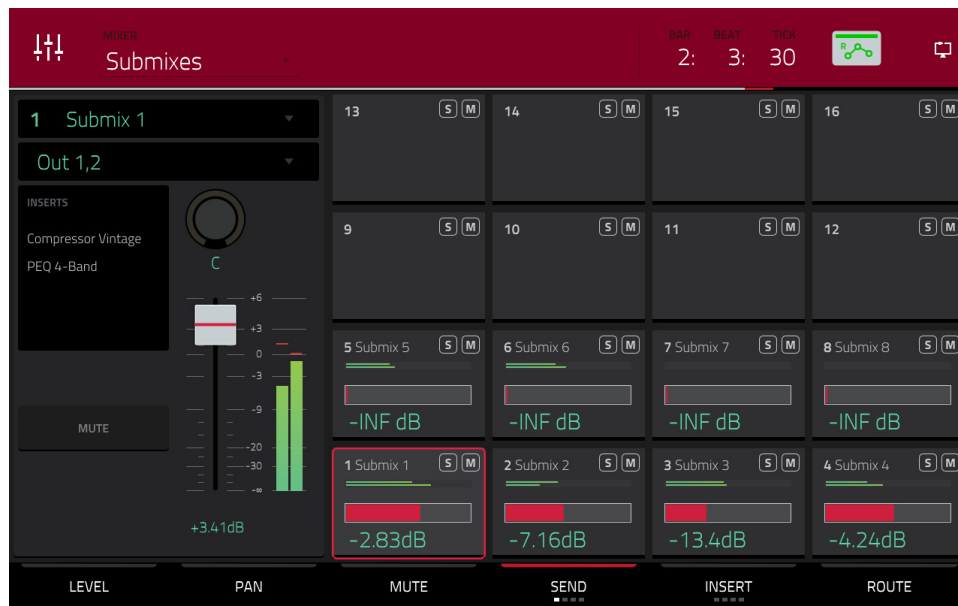 MIXER
Submixes
BAR BEAT TICK
2: 3: 30
R
1 Submix 1
Out 1,2
INSERTS
Compressor Vintage
PEQ 4-Band
C
+6
+3
0
-3
-9
-20
-30
-∞
MUTE
+3.41dB
13 S M
14 S M
15 S M
16 S M
9 S M
10 S M
11 S M
12 S M
5 Submix 5 S M
-INF dB
6 Submix 6 S M
-INF dB
7 Submix 7 S M
-INF dB
8 Submix 8 S M
-INF dB
1 Submix 1 S M
-2.83dB
2 Submix 2 S M
-7.16dB
3 Submix 3 S M
-13.4dB
4 Submix 4 S M
-4.24dB
LEVEL PAN MUTE SEND INSERT ROUTE